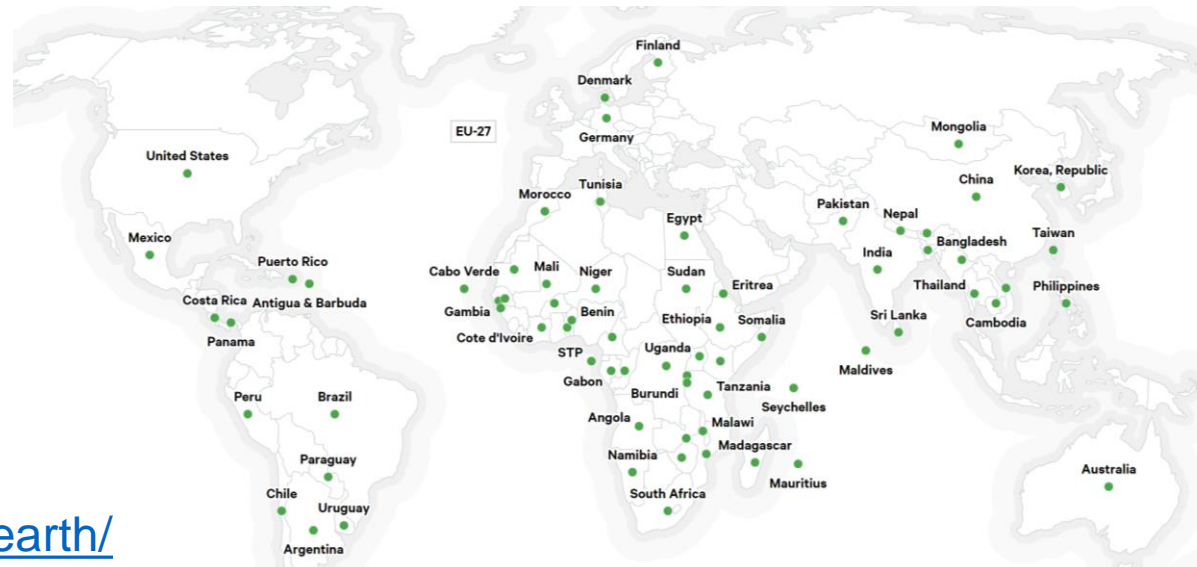 Finland
Denmark
EU-27
Germany
Mongolia
United States
Korea, Republic
China
Tunisia
Morocco
Pakistan
Nepal
Egypt
Mexico
Taiwan
Bangladesh
India
Puerto Rico
Cabo Verde
Mali
Niger
Sudan
Eritrea
Thailand
Philippines
Costa Rica
Antigua & Barbuda
Gambia
Benin
Ethiopia
Somalia
Sri Lanka
Cambodia
Panama
Cote d'Ivoire
STP
Uganda
Maldives
Gabon
Peru
Brazil
Burundi
Tanzania
Seychelles
Angola
Malawi
Madagascar
Namibia
Paraguay
Australia
Mauritius
Chile
South Africa
Uruguay
earth/
Argentina